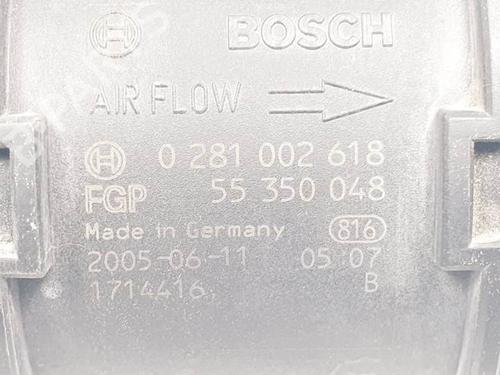 BOSCH
AIR FLOW
0 281 002 618
FGP 55 350 048
Made in Germany 816
2005-06-11 05:07
1714416 B